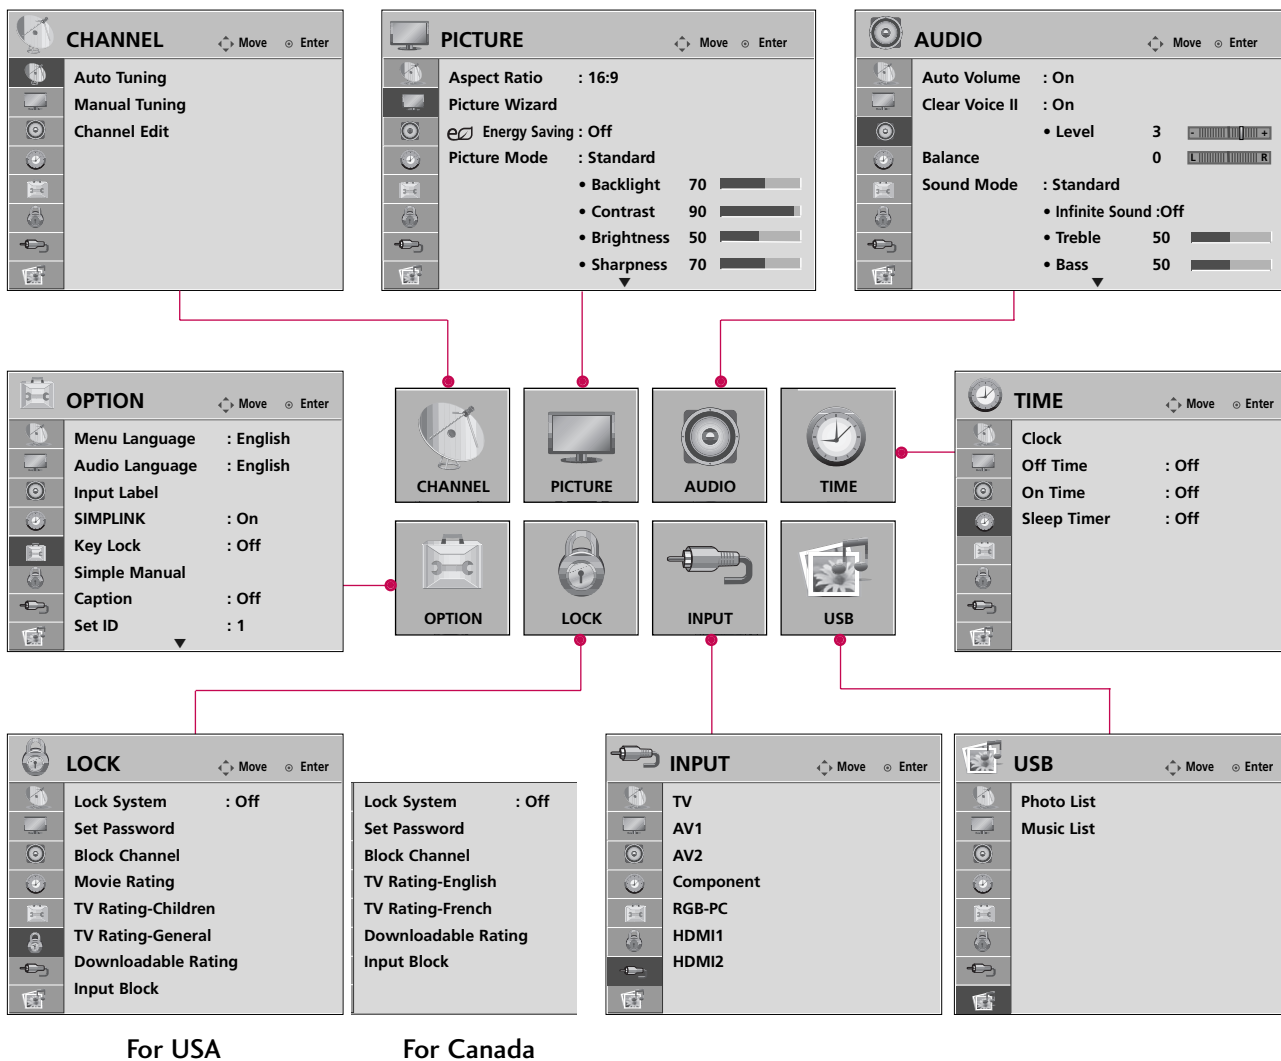 CHANNEL Move Enter
Auto Tuning
Manual Tuning
Channel Edit
PICTURE Move Enter
Aspect Ratio : 16:9
Picture Wizard
e Energy Saving : Off
Picture Mode : Standard
• Backlight 70
• Contrast 90
• Brightness 50
• Sharpness 70
AUDIO Move Enter
Auto Volume : On
Clear Voice II : On
• Level 3 - +
Balance 0 L R
Sound Mode : Standard
• Infinite Sound :Off
• Treble 50
• Bass 50
OPTION Move Enter
Menu Language : English
Audio Language : English
Input Label
SIMPLINK : On
Key Lock : Off
Simple Manual
Caption : Off
Set ID : 1
CHANNEL
PICTURE
AUDIO
TIME
OPTION
LOCK
INPUT
USB
TIME Move Enter
Clock
Off Time : Off
On Time : Off
Sleep Timer : Off
LOCK Move Enter
Lock System : Off
Set Password
Block Channel
Movie Rating
TV Rating-Children
TV Rating-General
Downloadable Rating
Input Block
For USA
Lock System : Off
Set Password
Block Channel
TV Rating-English
TV Rating-French
Downloadable Rating
Input Block
For Canada
INPUT Move Enter
TV
AV1
AV2
Component
RGB-PC
HDMI1
HDMI2
USB Move Enter
Photo List
Music List